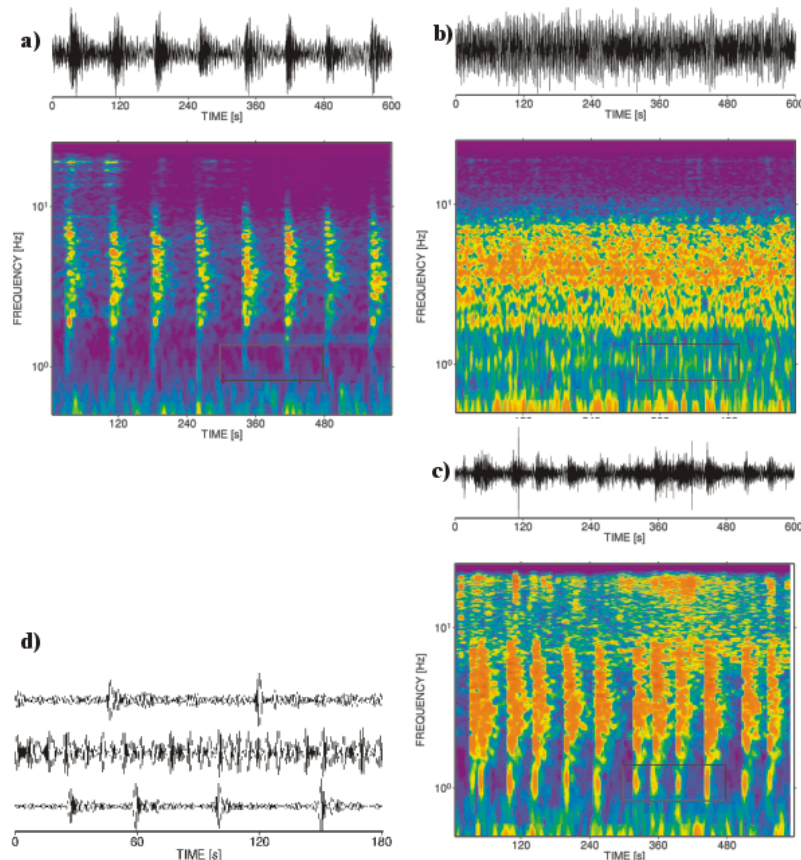 a)
0 120 240 360 480 600
TIME [s]
10¹
FREQUENCY [Hz]
10⁰
120 240 360 480
TIME [s]
b)
0 120 240 360 480 600
TIME [s]
10¹
FREQUENCY [Hz]
10⁰
TIME [s]
c)
0 120 240 360 480 600
TIME [s]
10¹
FREQUENCY [Hz]
10⁰
120 240 360 480
TIME [s]
d)
0 60 120 180
TIME [s]